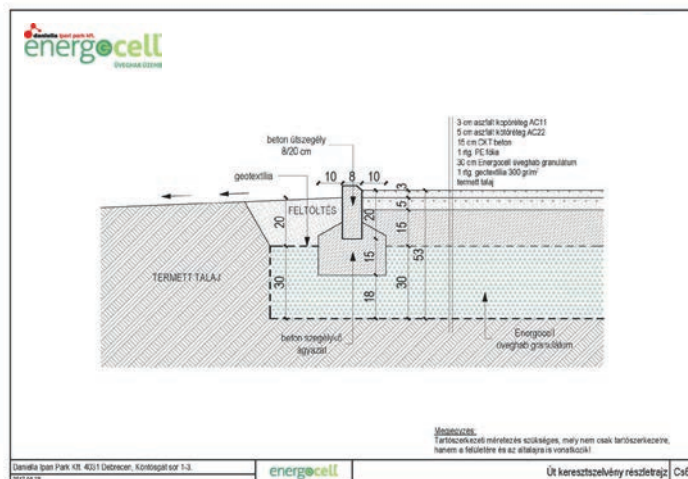 daniella ipari park kft.
energocell
ÜVEGHAB ÜZEME
3 cm aszfalt kopóréteg AC11
5 cm aszfalt kötőréteg AC22
15 cm CKT beton
1 rtg. PE fólia
30 cm Energocell üveghab granulátum
1 rtg. geotextília 300 gr/m²
termett talaj
beton útszegély
8/20 cm
geotextília
10 8 10
FELTÖLTÉS
20
20
3
5
15
53
TERMETT TALAJ
30
15
18
30
beton szegélykő
ágyazat
Energocell
üveghab granulátum
Megjegyzés:
Tartószerkezeti méretezés szükséges, mely nem csak tartószerkezetre,
hanem a felületére és az altalajra is vonatkozik!
Daniella Ipari Park Kft. 4031 Debrecen, Köntösgát sor 1-3.
energocell
Út keresztszelvény részletrajz